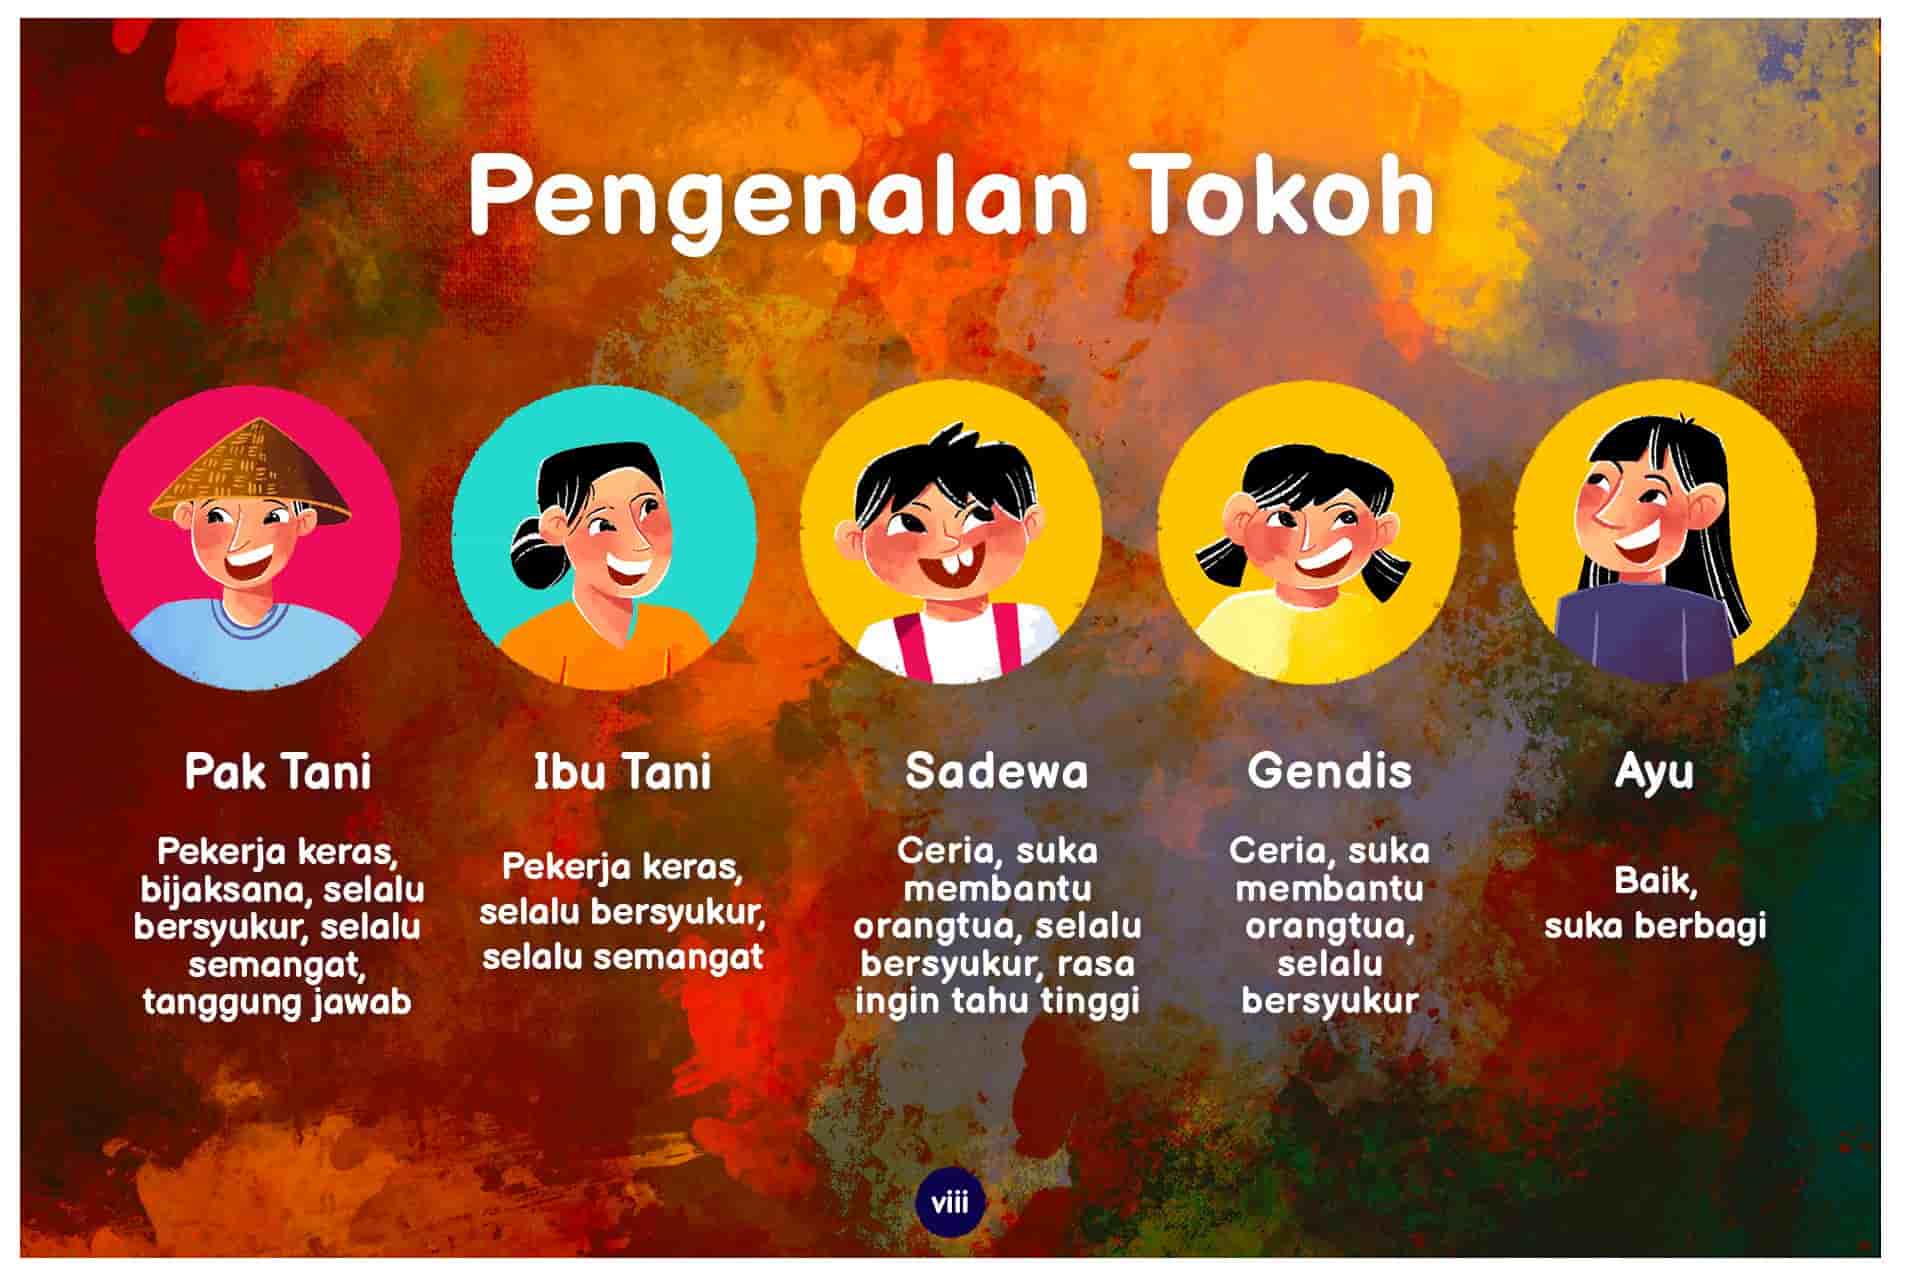 Pengenalan Tokoh
Pak Tani
Pekerja keras,
bijaksana, selalu
bersyukur, selalu
semangat,
tanggung jawab
Ibu Tani
Pekerja keras,
selalu bersyukur,
selalu semangat
Sadewa
Ceria, suka
membantu
orangtua, selalu
bersyukur, rasa
ingin tahu tinggi
Gendis
Ceria, suka
membantu
orangtua,
selalu
bersyukur
Ayu
Baik,
suka berbagi
viii